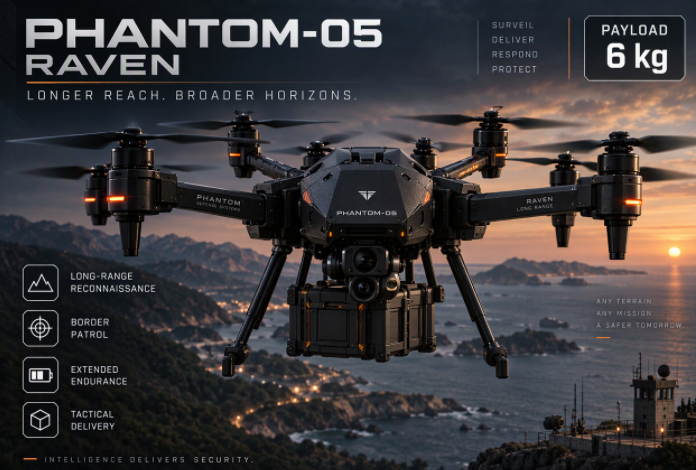 PHANTOM-05
RAVEN
LONGER REACH. BROADER HORIZONS.
SURVEIL
DELIVER
RESPOND
PROTECT
PAYLOAD
6 kg
PHANTOM
DEFENSE SYSTEMS
PHANTOM-05
RAVEN
LONG RANGE
LONG-RANGE
RECONNAISSANCE
BORDER
PATROL
EXTENDED
ENDURANCE
TACTICAL
DELIVERY
ANY TERRAIN
ANY MISSION
A SAFER TOMORROW
INTELLIGENCE DELIVERS SECURITY.